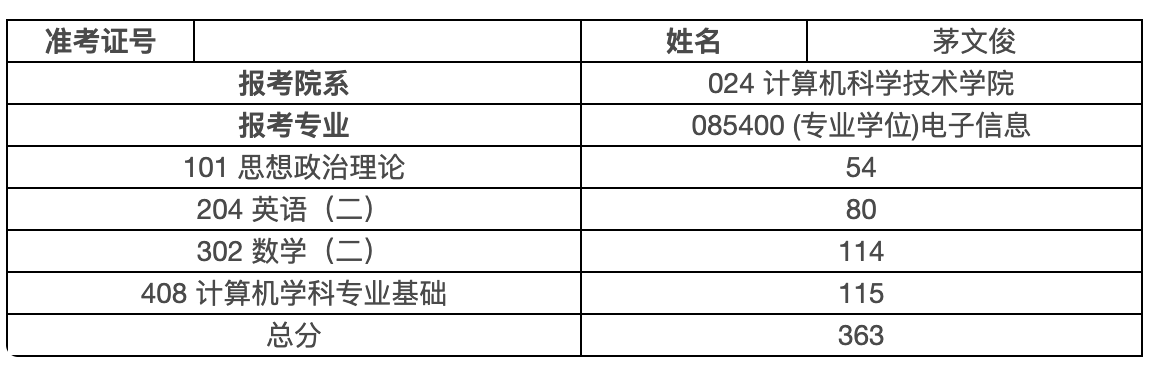 准考证号 姓名 茅文俊
报考院系 024 计算机科学技术学院
报考专业 085400 (专业学位)电子信息
101 思想政治理论 54
204 英语（二） 80
302 数学（二） 114
408 计算机学科专业基础 115
总分 363